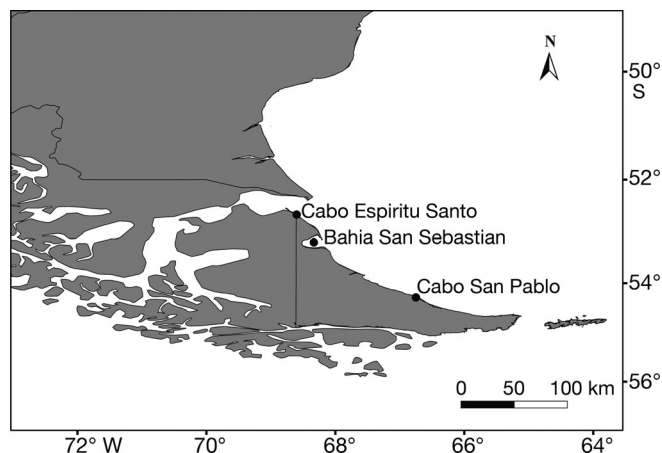 N
50°
S
52°
Cabo Espiritu Santo
Bahia San Sebastian
Cabo San Pablo
54°
56°
0 50 100 km
72° W 70° 68° 66° 64°